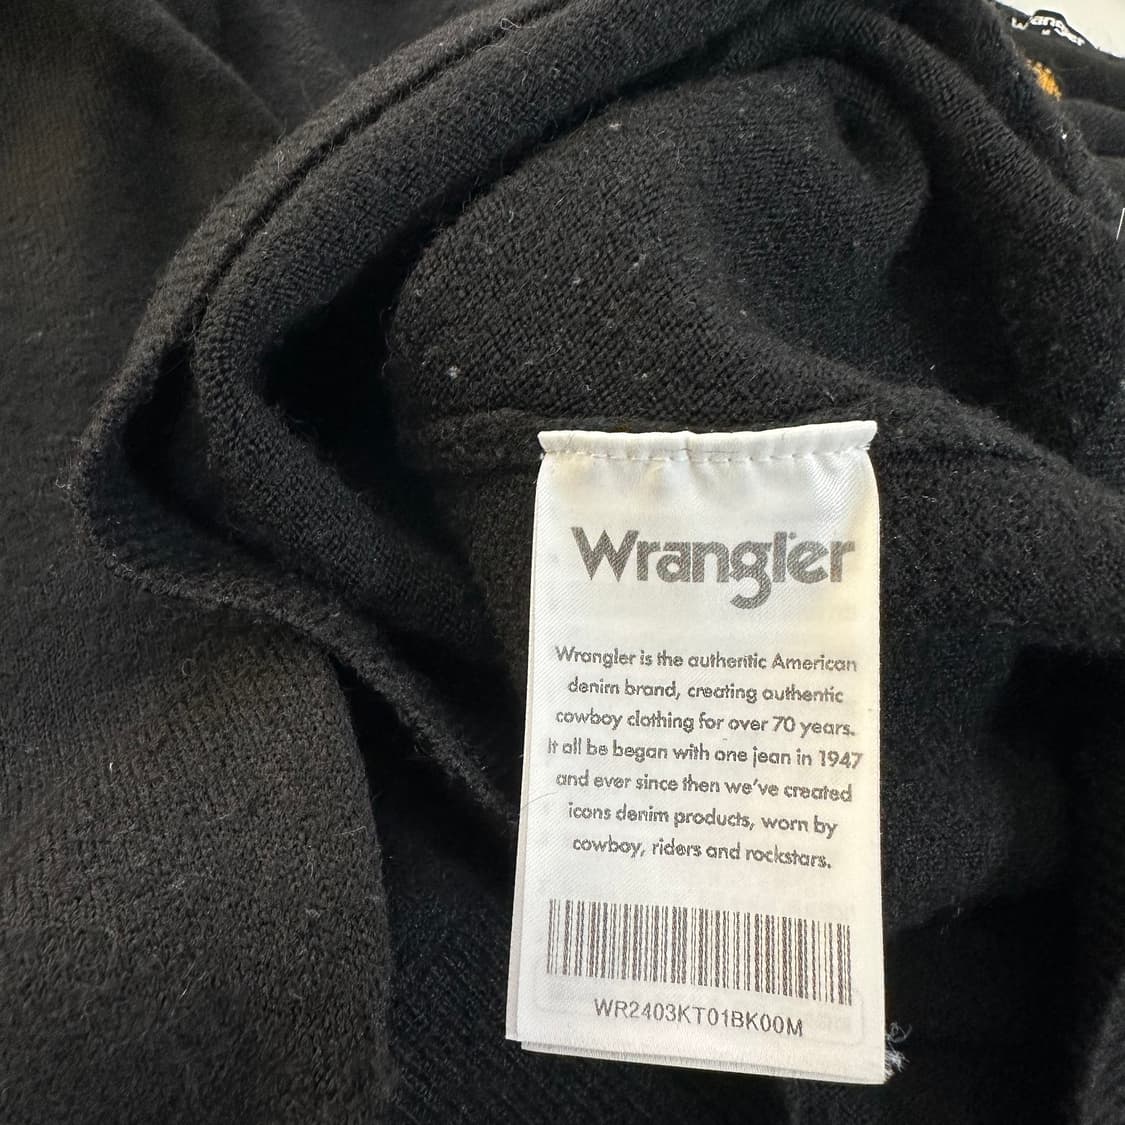 Wrangler
Wrangler
Wrangler is the authentic American
denim brand, creating authentic
cowboy clothing for over 70 years.
It all be began with one jean in 1947
and ever since then we've created
icons denim products, worn by
cowboy, riders and rockstars.
WR2403KT01BK00M